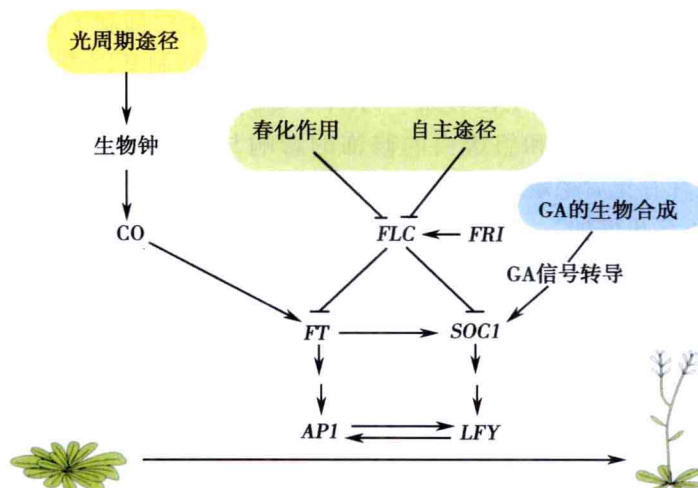 光周期途径
生物钟
春化作用
自主途径
CO
FLC
FRI
GA的生物合成
GA信号转导
FT
SOC1
AP1
LFY